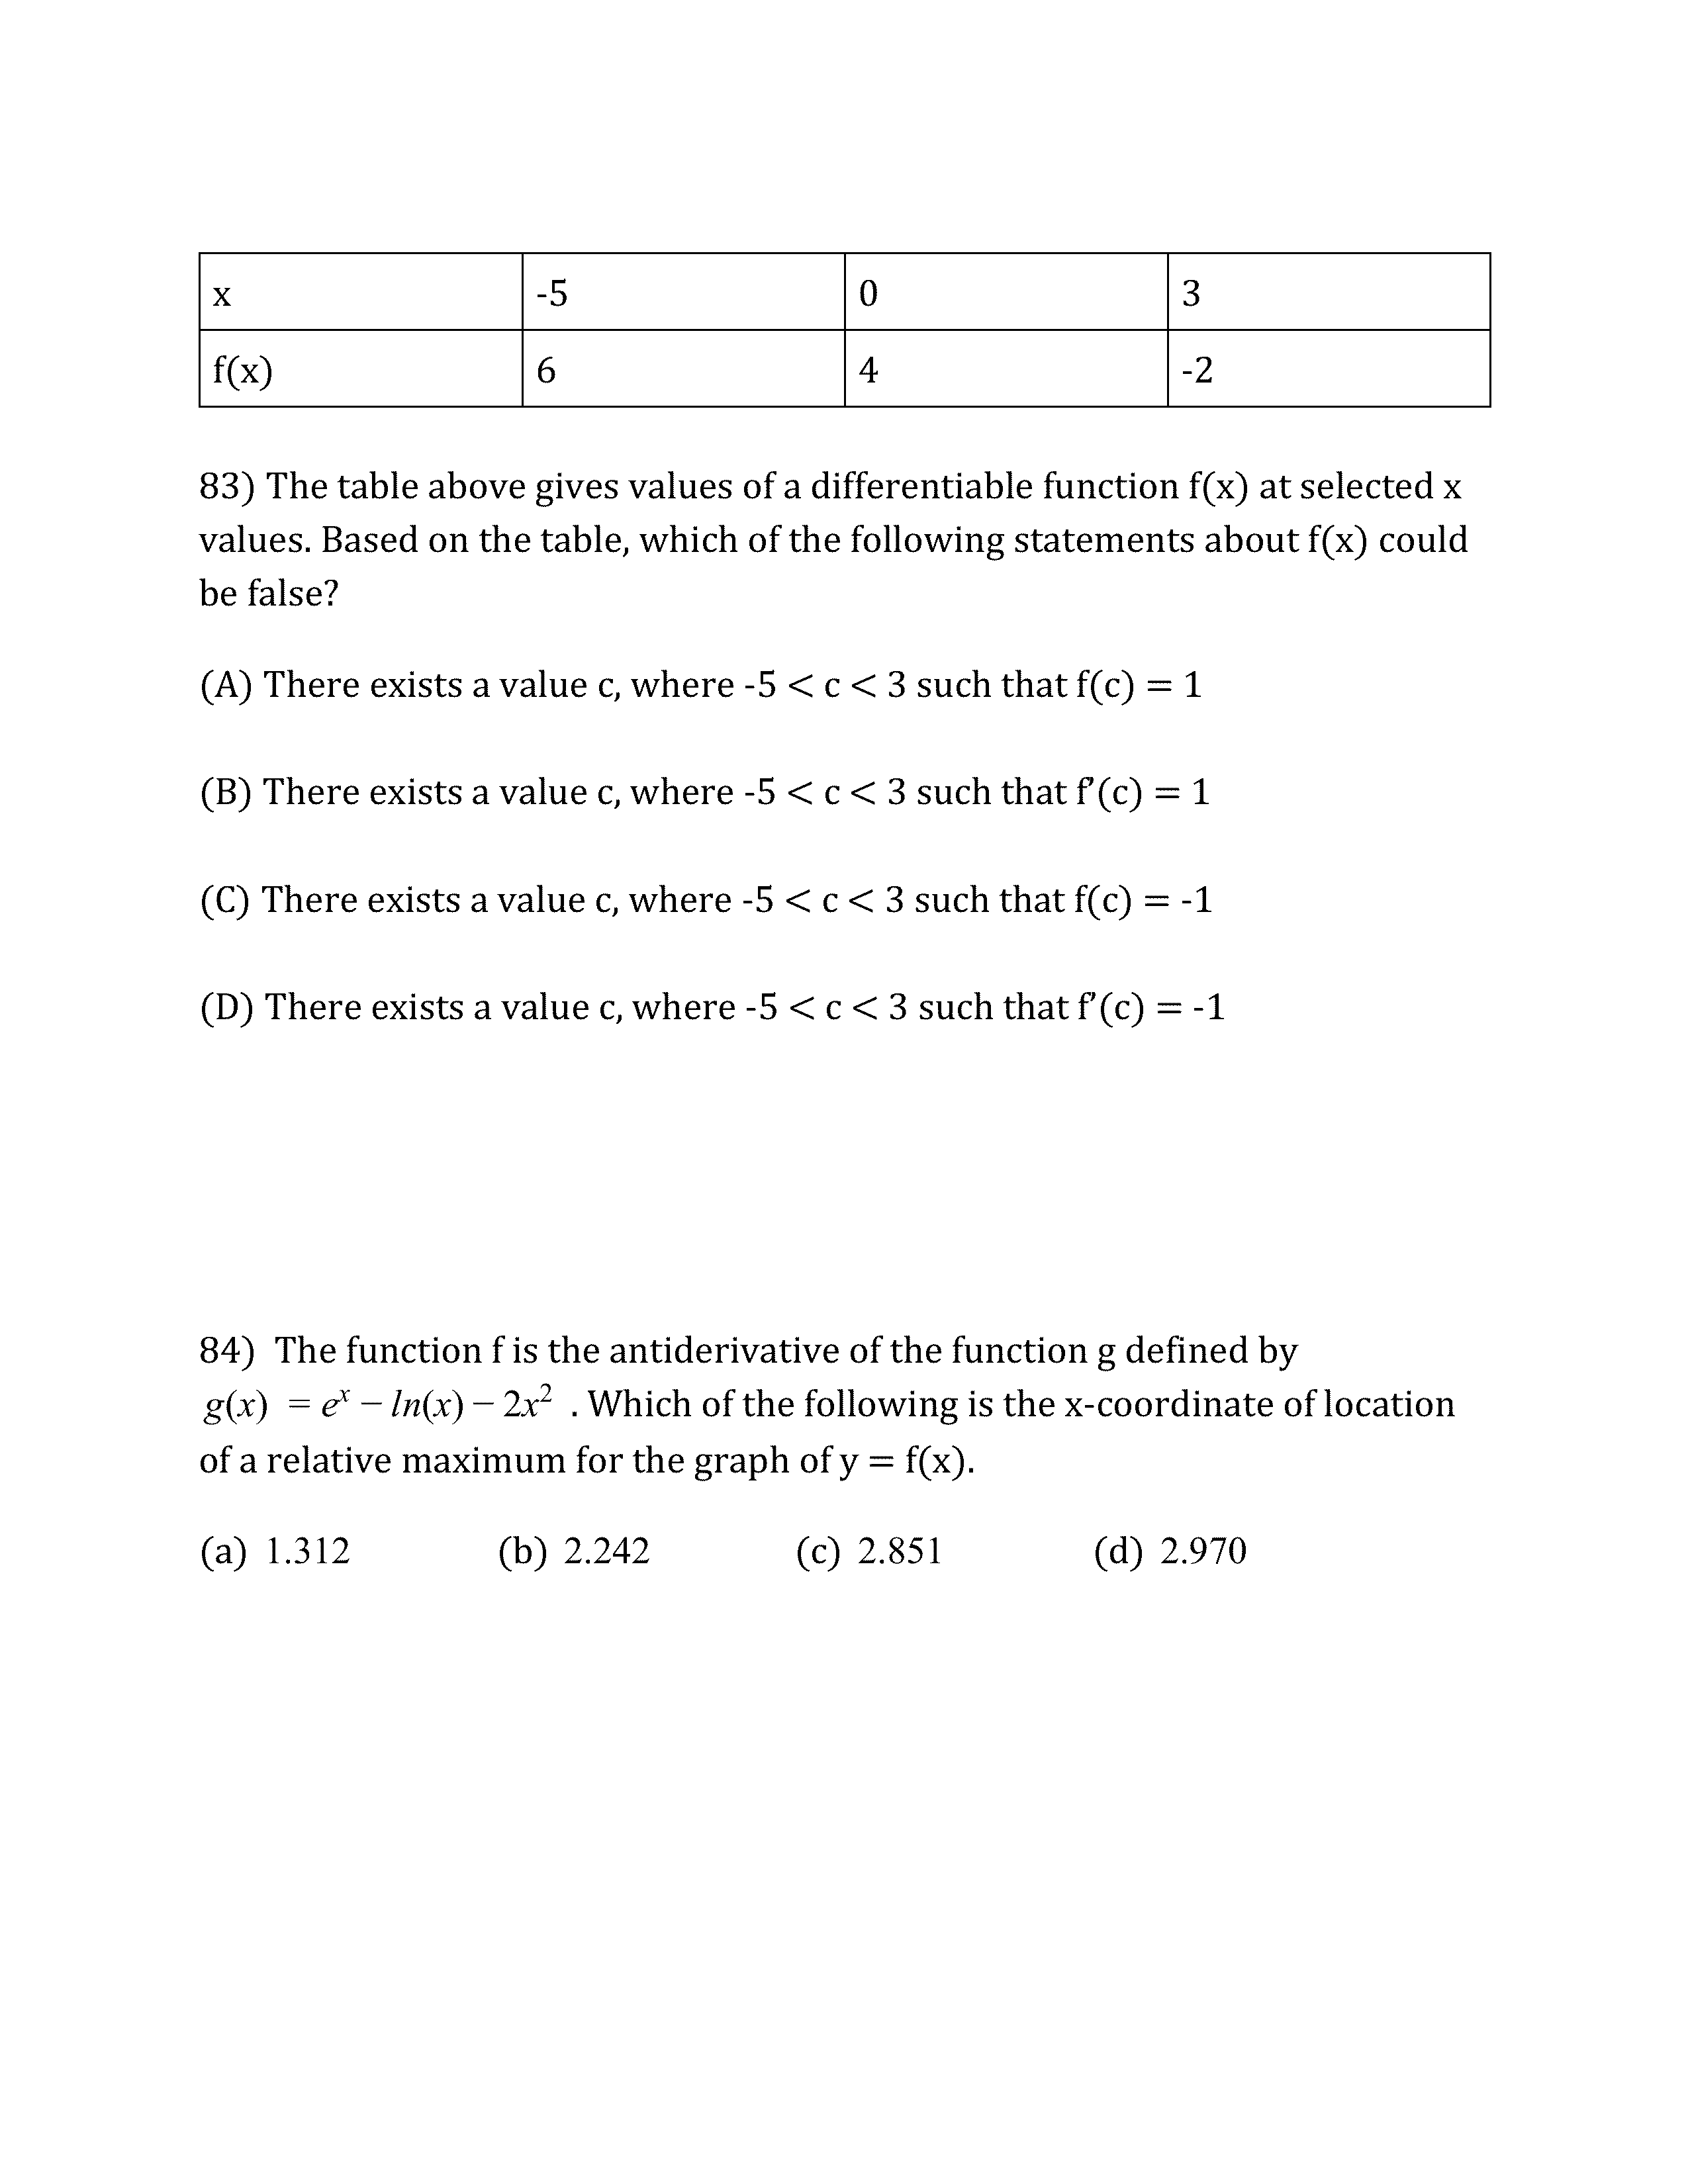 x -5 0 3
f(x) 6 4 -2
83) The table above gives values of a differentiable function f(x) at selected x
values. Based on the table, which of the following statements about f(x) could
be false?
(A) There exists a value c, where -5 < c < 3 such that f(c) = 1
(B) There exists a value c, where -5 < c < 3 such that f’(c) = 1
(C) There exists a value c, where -5 < c < 3 such that f(c) = -1
(D) There exists a value c, where -5 < c < 3 such that f’(c) = -1
84) The function f is the antiderivative of the function g defined by
g(x) = eˣ − ln(x) − 2x² . Which of the following is the x-coordinate of location
of a relative maximum for the graph of y = f(x).
(a) 1.312 (b) 2.242 (c) 2.851 (d) 2.970